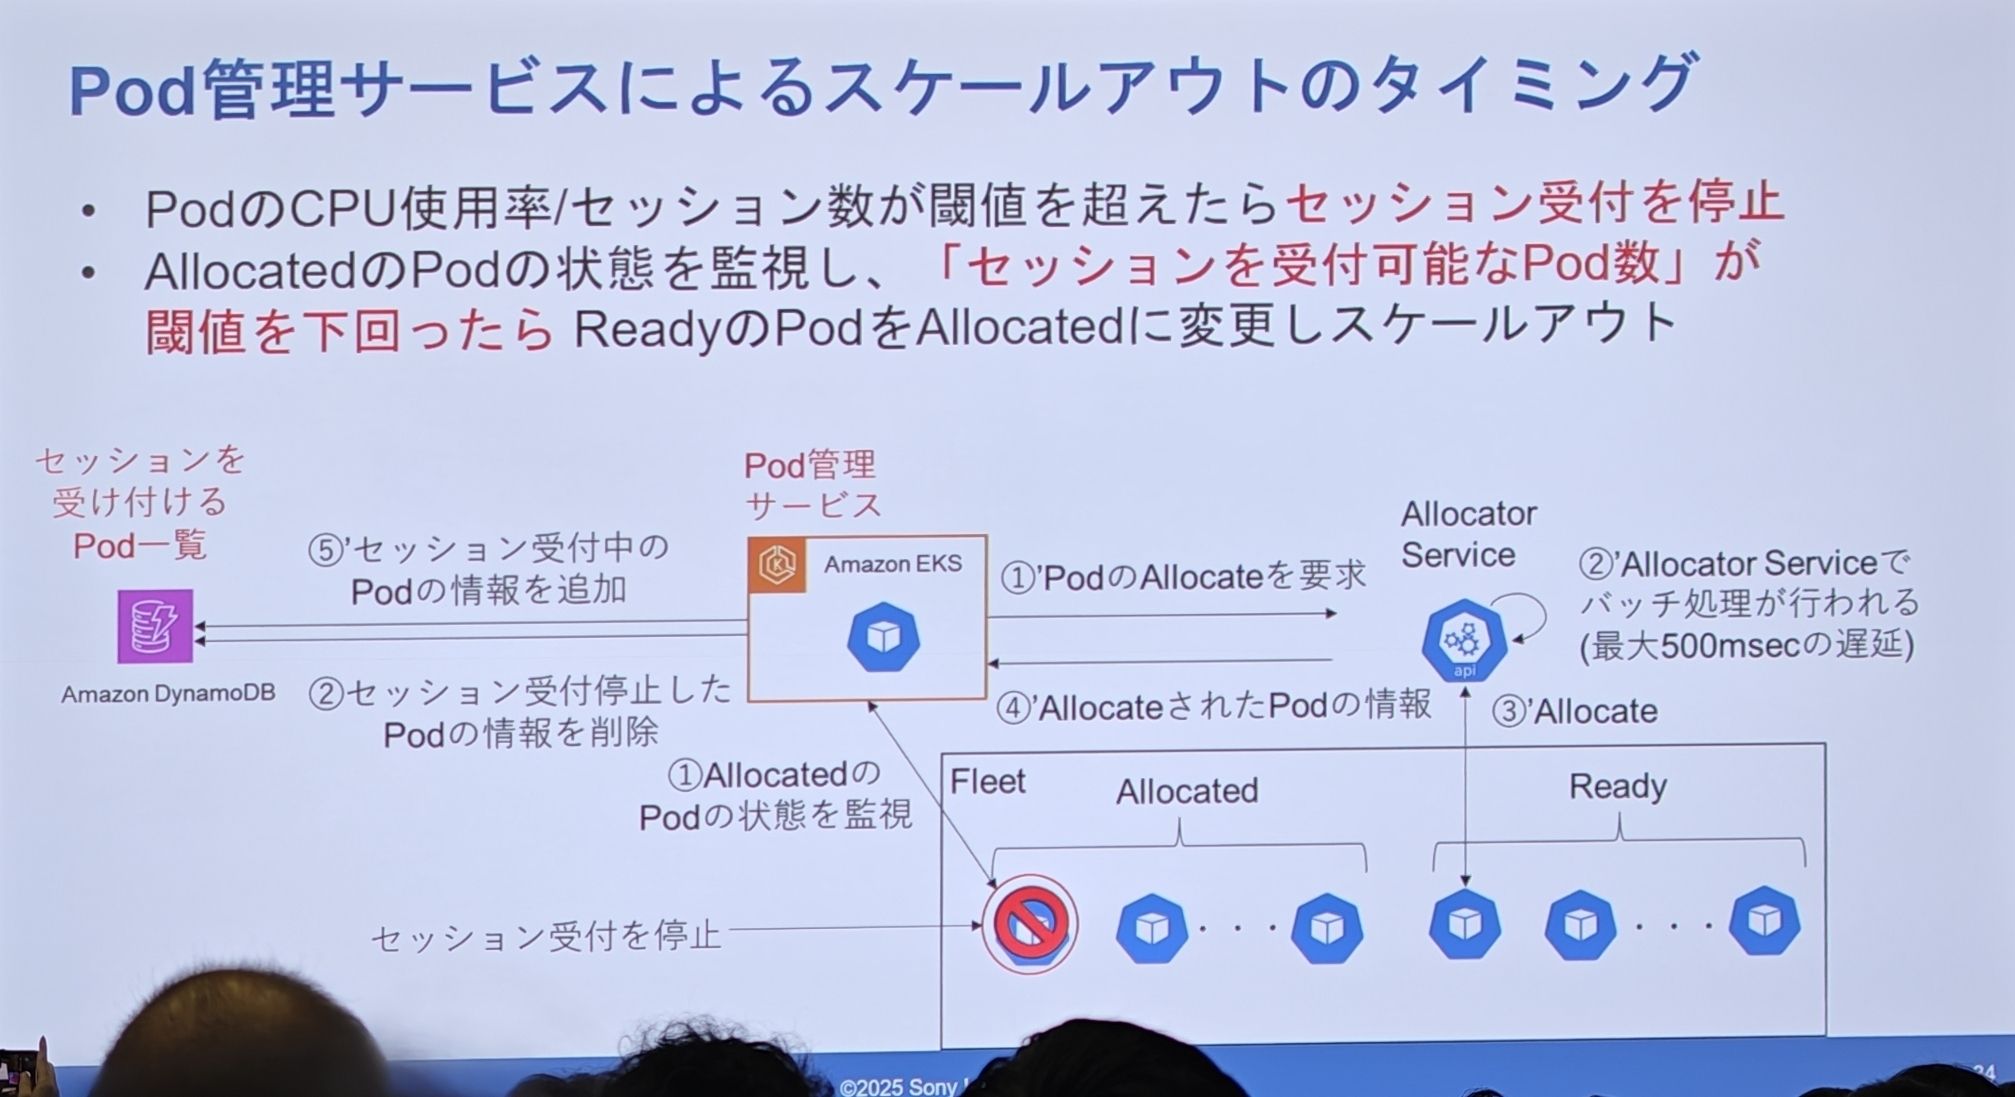 Pod管理サービスによるスケールアウトのタイミング
• PodのCPU使用率/セッション数が閾値を超えたらセッション受付を停止
• AllocatedのPodの状態を監視し、「セッションを受付可能なPod数」が
閾値を下回ったら ReadyのPodをAllocatedに変更しスケールアウト
セッションを
受け付ける
Pod一覧
Amazon DynamoDB
⑤'セッション受付中の
Podの情報を追加
②セッション受付停止した
Podの情報を削除
Pod管理
サービス
Amazon EKS
①'PodのAllocateを要求
④'AllocateされたPodの情報
Allocator
Service
api
②'Allocator Serviceで
バッチ処理が行われる
(最大500msecの遅延)
③'Allocate
①Allocatedの
Podの状態を監視
Fleet
Allocated
Ready
セッション受付を停止
©2025 Sony
24